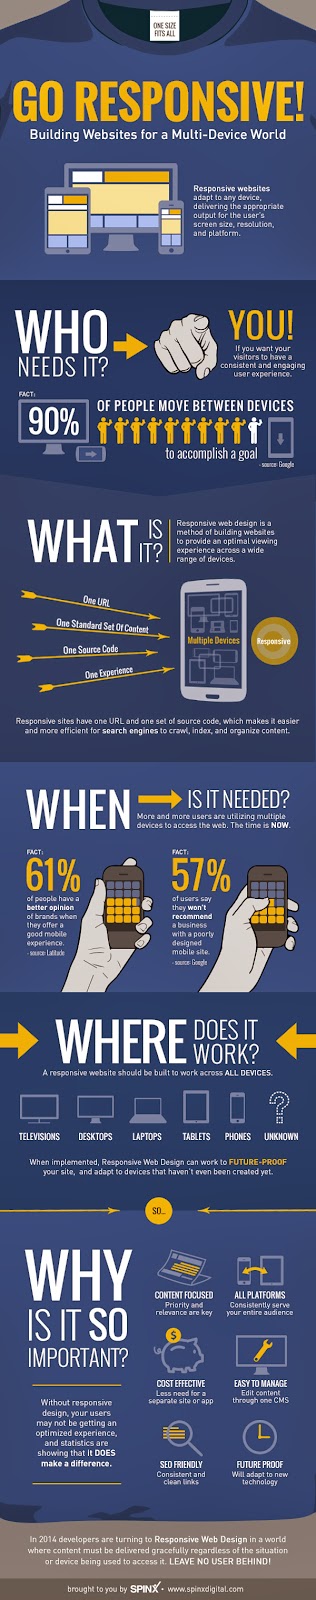 ONE SIZE
FITS ALL
GO RESPONSIVE!
Building Websites for a Multi-Device World
Responsive websites
adapt to any device,
delivering the appropriate
output for the user's
screen size, resolution,
and platform.
WHO
NEEDS IT?
YOU!
If you want your
visitors to have a
consistent and engaging
user experience.
FACT:
90%
OF PEOPLE MOVE BETWEEN DEVICES
to accomplish a goal
- source: Google
WHAT IS IT?
Responsive web design is a
method of building websites
to provide an optimal viewing
experience across a wide
range of devices.
One URL
One Standard Set Of Content
One Source Code
One Experience
Multiple Devices
Responsive
Responsive sites have one URL and one set of source code, which makes it easier
and more efficient for search engines to crawl, index, and organize content.
WHEN IS IT NEEDED?
More and more users are utilizing multiple
devices to access the web. The time is NOW.
FACT:
61%
of people have a
better opinion
of brands when
they offer a
good mobile
experience.
- source: Latitude
FACT:
57%
of users say
they won't
recommend
a business
with a poorly
designed
mobile site.
- source: Google
WHERE DOES IT
WORK?
A responsive website should be built to work across ALL DEVICES.
TELEVISIONS DESKTOPS LAPTOPS TABLETS PHONES UNKNOWN
When implemented, Responsive Web Design can work to FUTURE-PROOF
your site, and adapt to devices that haven't even been created yet.
SO...
WHY
IS IT SO
IMPORTANT?
Without responsive
design, your users
may not be getting an
optimized experience,
and statistics are
showing that it DOES
make a difference.
CONTENT FOCUSED
Priority and
relevance are key
ALL PLATFORMS
Consistently serve
your entire audience
COST EFFECTIVE
Less need for a
separate site or app
EASY TO MANAGE
Edit content
through one CMS
SEO FRIENDLY
Consistent and
clean links
FUTURE PROOF
Will adapt to new
technology
In 2014 developers are turning to Responsive Web Design in a world
where content must be delivered gracefully regardless of the situation
or device being used to access it. LEAVE NO USER BEHIND!
brought to you by SPINX • www.spinxdigital.com